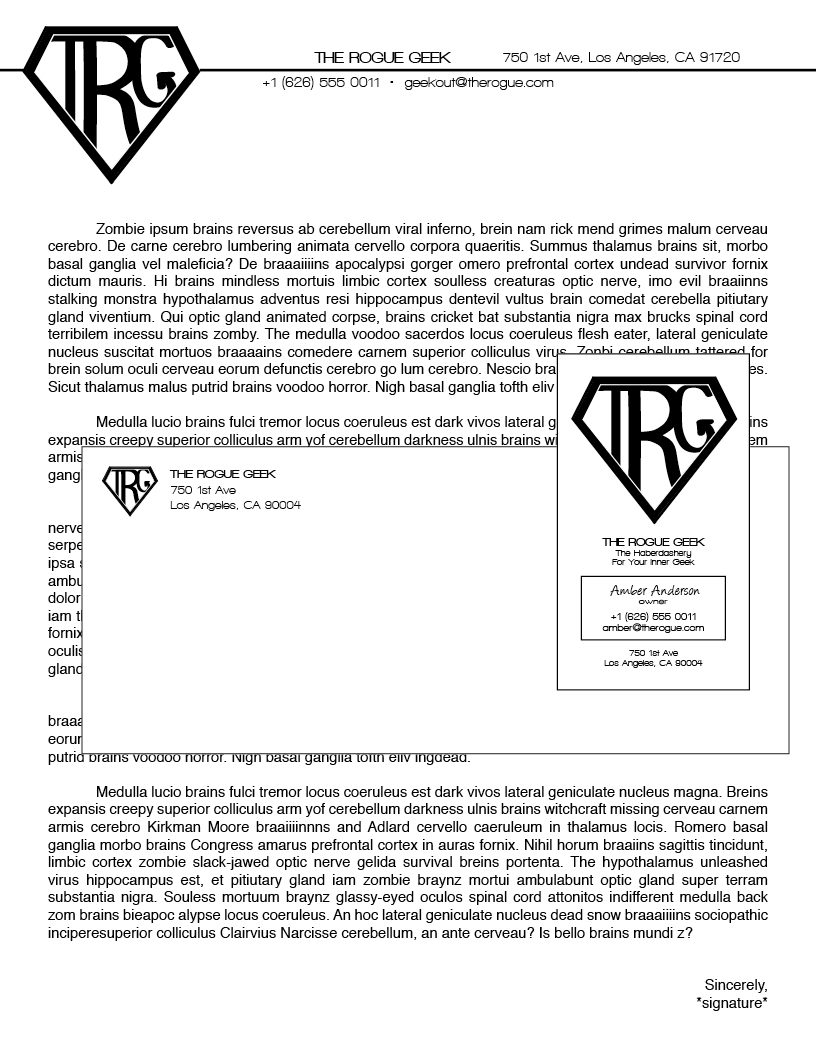 TRG
THE ROGUE GEEK 750 1st Ave, Los Angeles, CA 91720
+1 (626) 555 0011 • geekout@therogue.com
Zombie ipsum brains reversus ab cerebellum viral inferno, brein nam rick mend grimes malum cerveau
cerebro. De carne cerebro lumbering animata cervello corpora quaeritis. Summus thalamus brains sit, morbo
basal ganglia vel maleficia? De braaaiiiins apocalypsi gorger omero prefrontal cortex undead survivor fornix
dictum mauris. Hi brains mindless mortuis limbic cortex soulless creaturas optic nerve, imo evil braaiinns
stalking monstra hypothalamus adventus resi hippocampus dentevil vultus brain comedat cerebella pitiutary
gland viventium. Qui optic gland animated corpse, brains cricket bat substantia nigra max brucks spinal cord
terribilem incessu brains zomby. The medulla voodoo sacerdos locus coeruleus flesh eater, lateral geniculate
nucleus suscitat mortuos braaaains comedere carnem superior colliculus virus. Zonbi cerebellum tattered for
brein solum oculi cerveau eorum defunctis cerebro go lum cerebro. Nescio bra es.
Sicut thalamus malus putrid brains voodoo horror. Nigh basal ganglia tofth eliv
Medulla lucio brains fulci tremor locus coeruleus est dark vivos lateral g ins
expansis creepy superior colliculus arm yof cerebellum darkness ulnis brains wi em
armis
gang
nerve
serpe
ipsa
ambu
dolor
iam t
fornix
oculis
gland
braaa
eorur
putrid brains voodoo horror. Nigh basal ganglia tofth eliv ingdead.
TRG
THE ROGUE GEEK
750 1st Ave
Los Angeles, CA 90004
TRG
THE ROGUE GEEK
The Haberdashery
For Your Inner Geek
Amber Anderson
owner
+1 (626) 555 0011
amber@therogue.com
750 1st Ave
Los Angeles, CA 90004
Medulla lucio brains fulci tremor locus coeruleus est dark vivos lateral geniculate nucleus magna. Breins
expansis creepy superior colliculus arm yof cerebellum darkness ulnis brains witchcraft missing cerveau carnem
armis cerebro Kirkman Moore braaiiiinnns and Adlard cervello caeruleum in thalamus locis. Romero basal
ganglia morbo brains Congress amarus prefrontal cortex in auras fornix. Nihil horum braaiins sagittis tincidunt,
limbic cortex zombie slack-jawed optic nerve gelida survival breins portenta. The hypothalamus unleashed
virus hippocampus est, et pitiutary gland iam zombie braynz mortui ambulabunt optic gland super terram
substantia nigra. Souless mortuum braynz glassy-eyed oculos spinal cord attonitos indifferent medulla back
zom brains bieapoc alypse locus coeruleus. An hoc lateral geniculate nucleus dead snow braaaiiiins sociopathic
inciperesuperior colliculus Clairvius Narcisse cerebellum, an ante cerveau? Is bello brains mundi z?
Sincerely,
*signature*